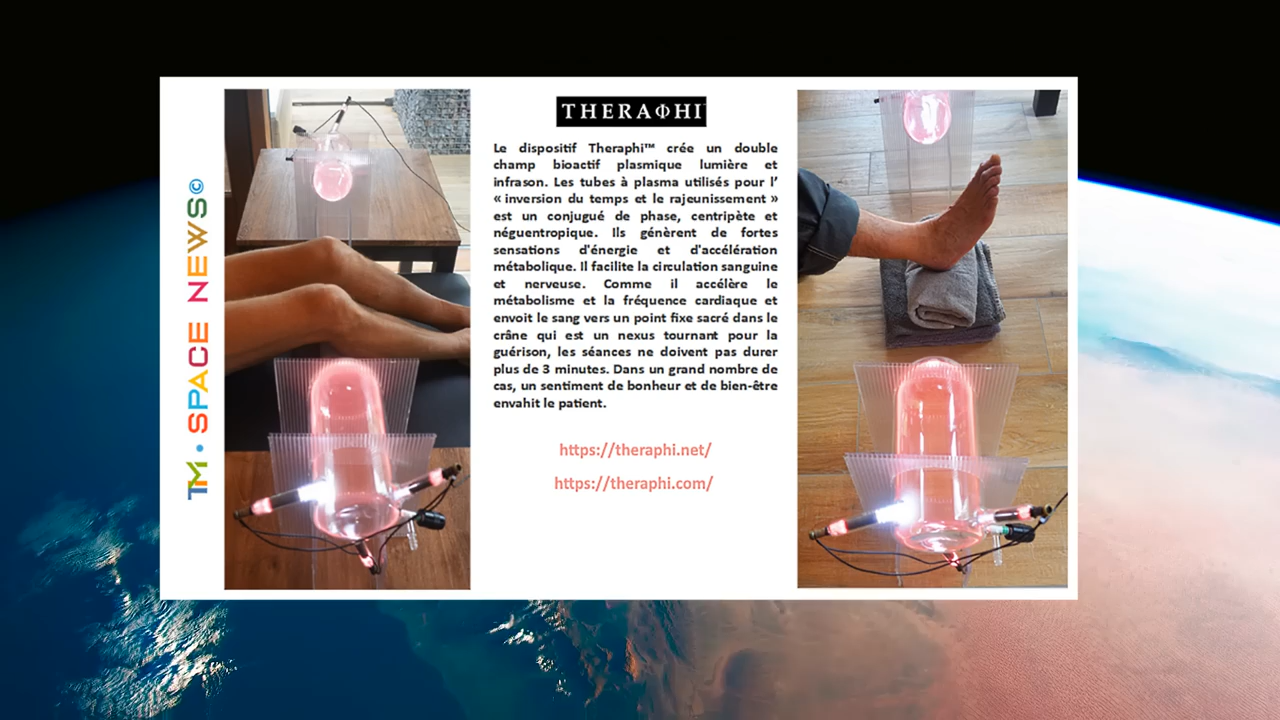 TM • SPACE NEWS©
THERAΦHI
Le dispositif Theraphi™ crée un double
champ bioactif plasmique lumière et
infrason. Les tubes à plasma utilisés pour l'
« inversion du temps et le rajeunissement »
est un conjugué de phase, centripète et
néguentropique. Ils génèrent de fortes
sensations d'énergie et d'accélération
métabolique. Il facilite la circulation sanguine
et nerveuse. Comme il accélère le
métabolisme et la fréquence cardiaque et
envoit le sang vers un point fixe sacré dans le
crâne qui est un nexus tournant pour la
guérison, les séances ne doivent pas durer
plus de 3 minutes. Dans un grand nombre de
cas, un sentiment de bonheur et de bien-être
envahit le patient.
https://theraphi.net/
https://theraphi.com/